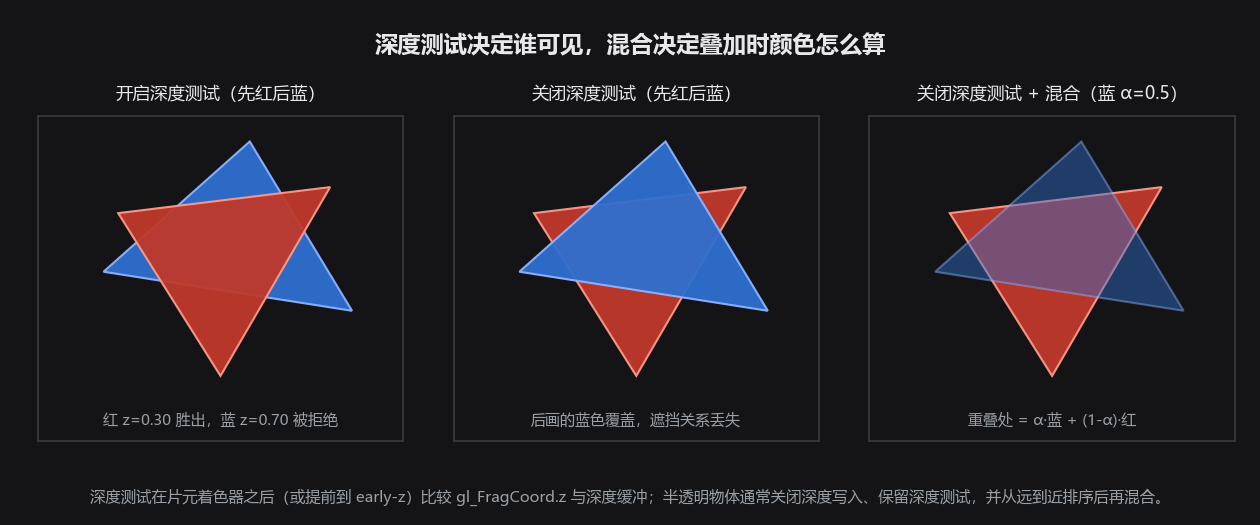 深度测试决定谁可见，混合决定叠加时颜色怎么算
开启深度测试（先红后蓝）
关闭深度测试（先红后蓝）
关闭深度测试 + 混合（蓝 α=0.5）
红 z=0.30 胜出，蓝 z=0.70 被拒绝
后画的蓝色覆盖，遮挡关系丢失
重叠处 = α·蓝 + (1-α)·红
深度测试在片元着色器之后（或提前到 early-z）比较 gl_FragCoord.z 与深度缓冲；半透明物体通常关闭深度写入、保留深度测试，并从远到近排序后再混合。